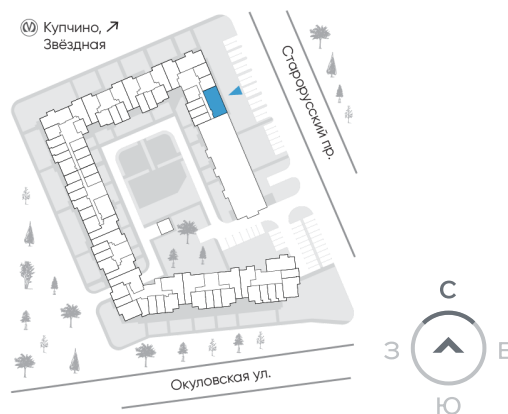 Купчино,
Звёздная
Старорусский пр.
Окуловская ул.
С
З
В
Ю